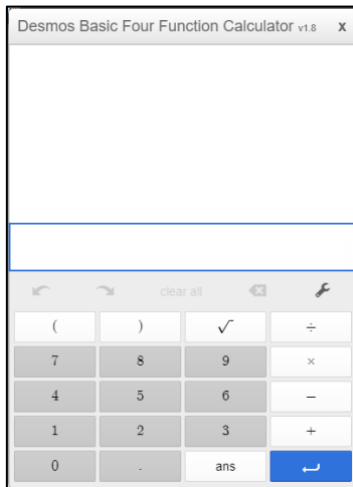 Desmos Basic Four Function Calculator v1.8 x
clear all
( ) √ ÷
7 8 9 ×
4 5 6 −
1 2 3 +
0 . ans